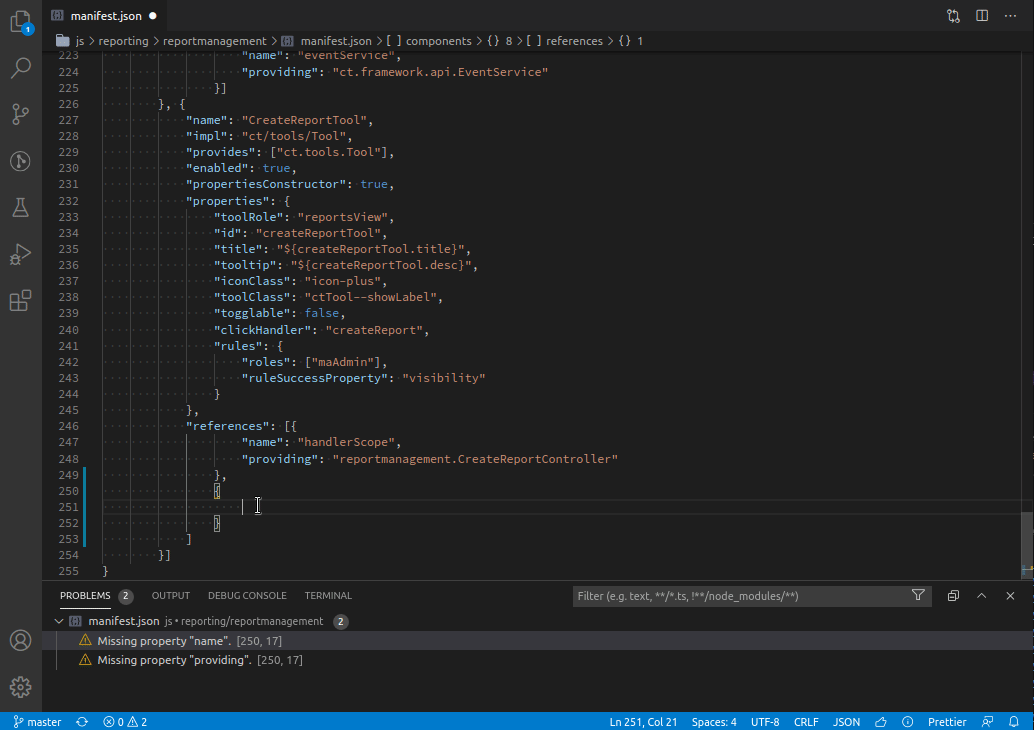 manifest.json
1
js > reporting > reportmanagement > manifest.json > [ ] components > {} 8 > [ ] references > {} 1
223 "name": "eventService",
224 "providing": "ct.framework.api.EventService"
225 }]
226 }, {
227 "name": "CreateReportTool",
228 "impl": "ct/tools/Tool",
229 "provides": ["ct.tools.Tool"],
230 "enabled": true,
231 "propertiesConstructor": true,
232 "properties": {
233 "toolRole": "reportsView",
234 "id": "createReportTool",
235 "title": "${createReportTool.title}",
236 "tooltip": "${createReportTool.desc}",
237 "iconClass": "icon-plus",
238 "toolClass": "ctTool--showLabel",
239 "togglable": false,
240 "clickHandler": "createReport",
241 "rules": {
242 "roles": ["maAdmin"],
243 "ruleSuccessProperty": "visibility"
244 }
245 },
246 "references": [{
247 "name": "handlerScope",
248 "providing": "reportmanagement.CreateReportController"
249 },
250 {
251
252 }
253 ]
254 }]
255 }
PROBLEMS 2 OUTPUT DEBUG CONSOLE TERMINAL Filter (e.g. text, **/*.ts, !**/node_modules/**)
manifest.json js • reporting/reportmanagement 2
Missing property "name". [250, 17]
Missing property "providing". [250, 17]
master 0 2 Ln 251, Col 21 Spaces: 4 UTF-8 CRLF JSON Prettier